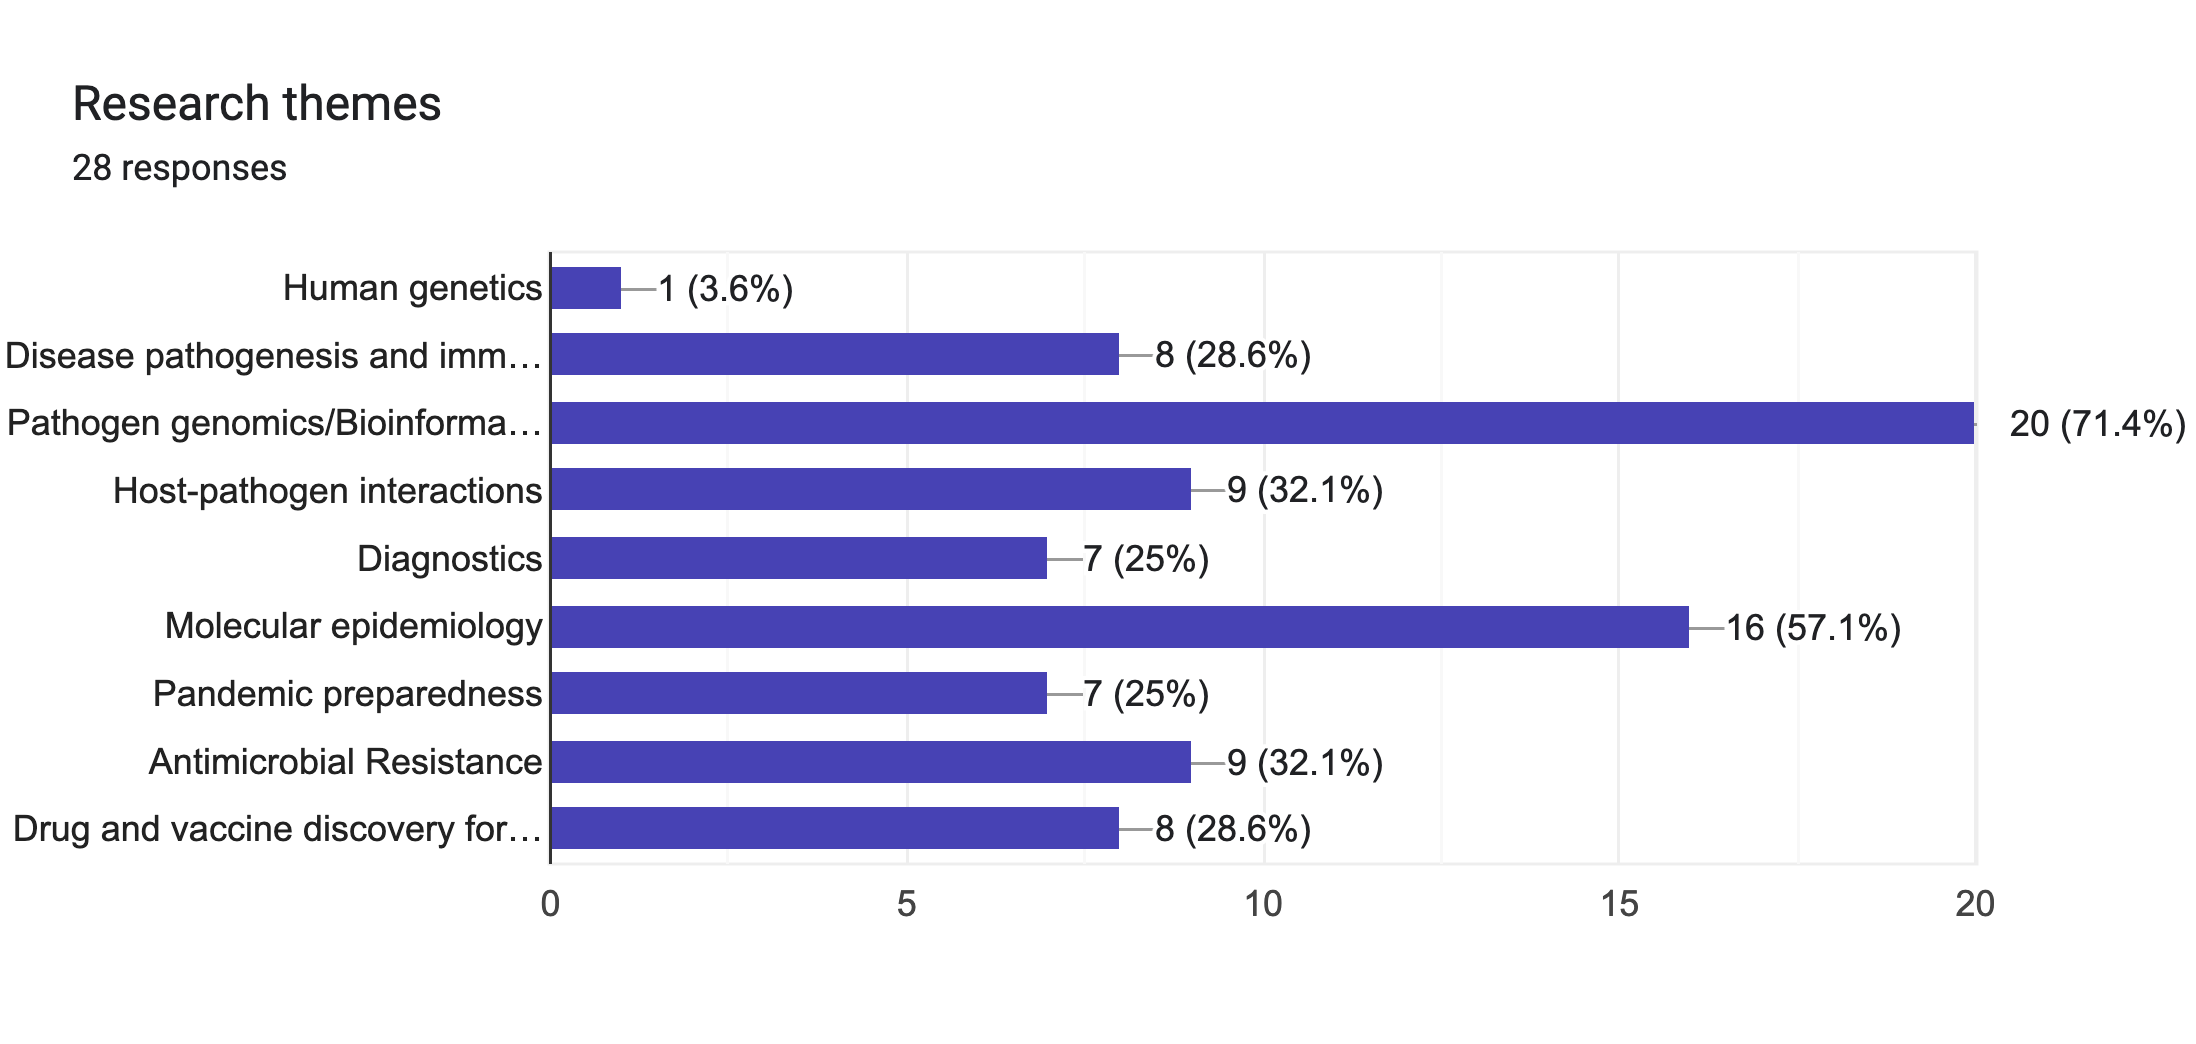 Research themes
28 responses
Human genetics 1 (3.6%)
Disease pathogenesis and imm… 8 (28.6%)
Pathogen genomics/Bioinforma… 20 (71.4%)
Host-pathogen interactions 9 (32.1%)
Diagnostics 7 (25%)
Molecular epidemiology 16 (57.1%)
Pandemic preparedness 7 (25%)
Antimicrobial Resistance 9 (32.1%)
Drug and vaccine discovery for… 8 (28.6%)
0 5 10 15 20